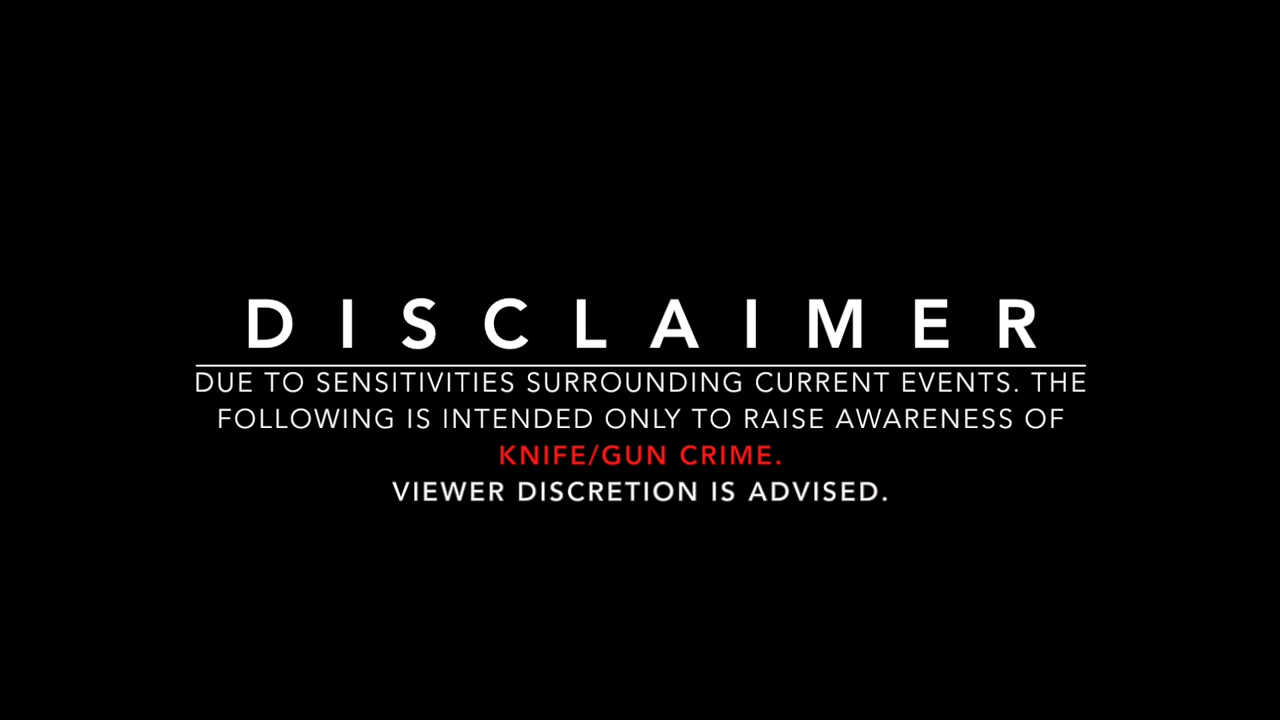 DISCLAIMER
DUE TO SENSITIVITIES SURROUNDING CURRENT EVENTS. THE
FOLLOWING IS INTENDED ONLY TO RAISE AWARENESS OF
KNIFE/GUN CRIME.
VIEWER DISCRETION IS ADVISED.